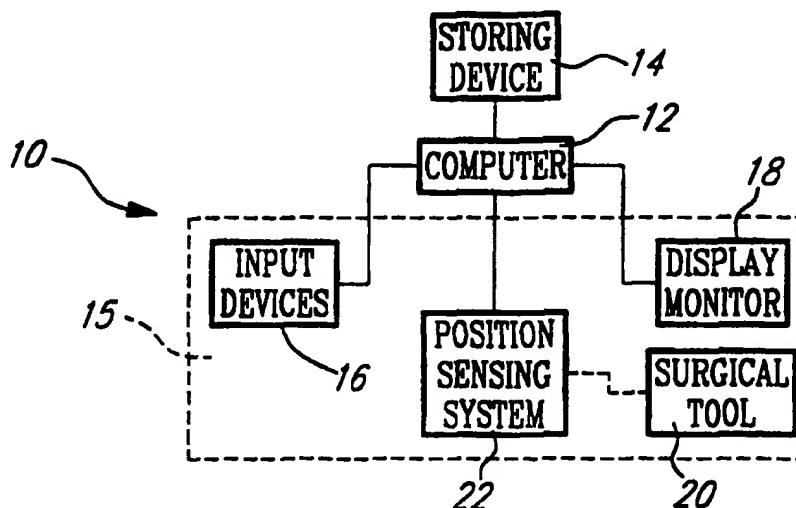 STORING
DEVICE
14
12
COMPUTER
10
18
INPUT
DEVICES
DISPLAY
MONITOR
15
16
POSITION
SENSING
SYSTEM
SURGICAL
TOOL
22
20